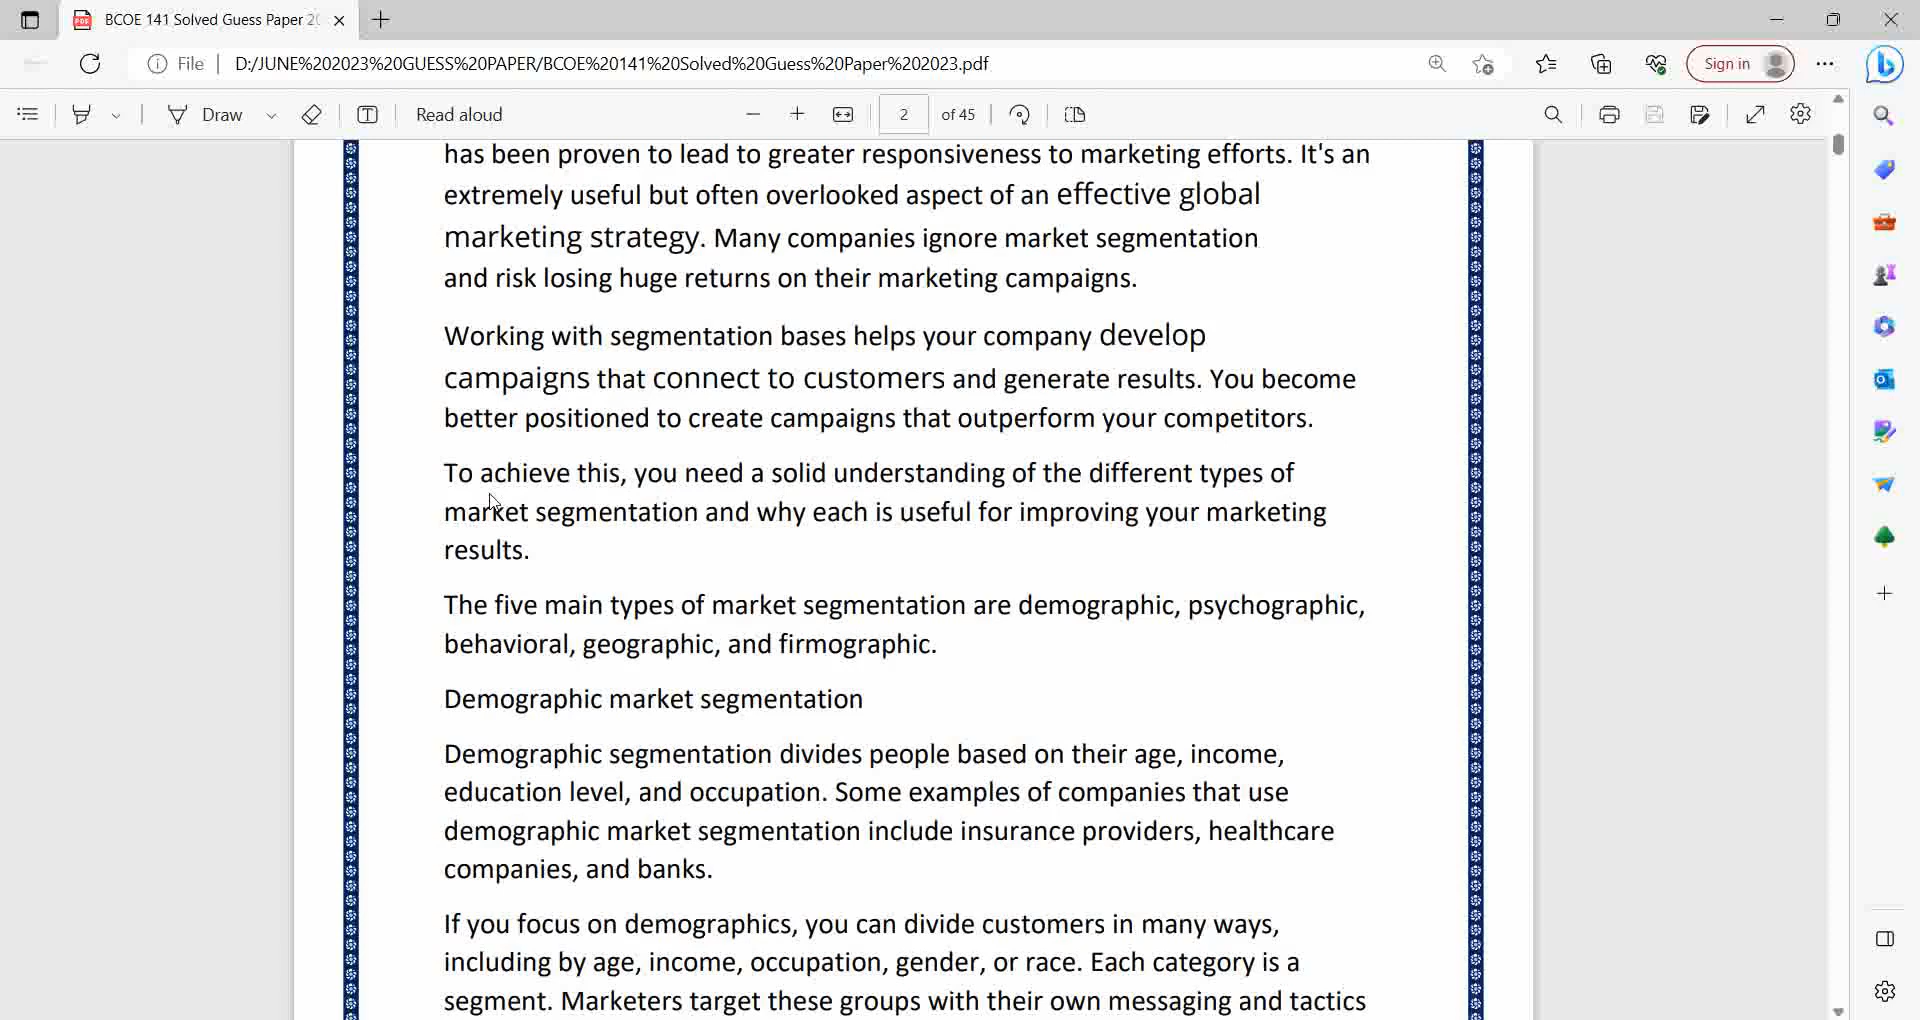 BCOE 141 Solved Guess Paper 20
File
D:/JUNE%202023%20GUESS%20PAPER/BCOE%20141%20Solved%20Guess%20Paper%202023.pdf
Sign in
Draw
Read aloud
2 of 45
has been proven to lead to greater responsiveness to marketing efforts. It's an
extremely useful but often overlooked aspect of an effective global
marketing strategy. Many companies ignore market segmentation
and risk losing huge returns on their marketing campaigns.
Working with segmentation bases helps your company develop
campaigns that connect to customers and generate results. You become
better positioned to create campaigns that outperform your competitors.
To achieve this, you need a solid understanding of the different types of
market segmentation and why each is useful for improving your marketing
results.
The five main types of market segmentation are demographic, psychographic,
behavioral, geographic, and firmographic.
Demographic market segmentation
Demographic segmentation divides people based on their age, income,
education level, and occupation. Some examples of companies that use
demographic market segmentation include insurance providers, healthcare
companies, and banks.
If you focus on demographics, you can divide customers in many ways,
including by age, income, occupation, gender, or race. Each category is a
segment. Marketers target these groups with their own messaging and tactics